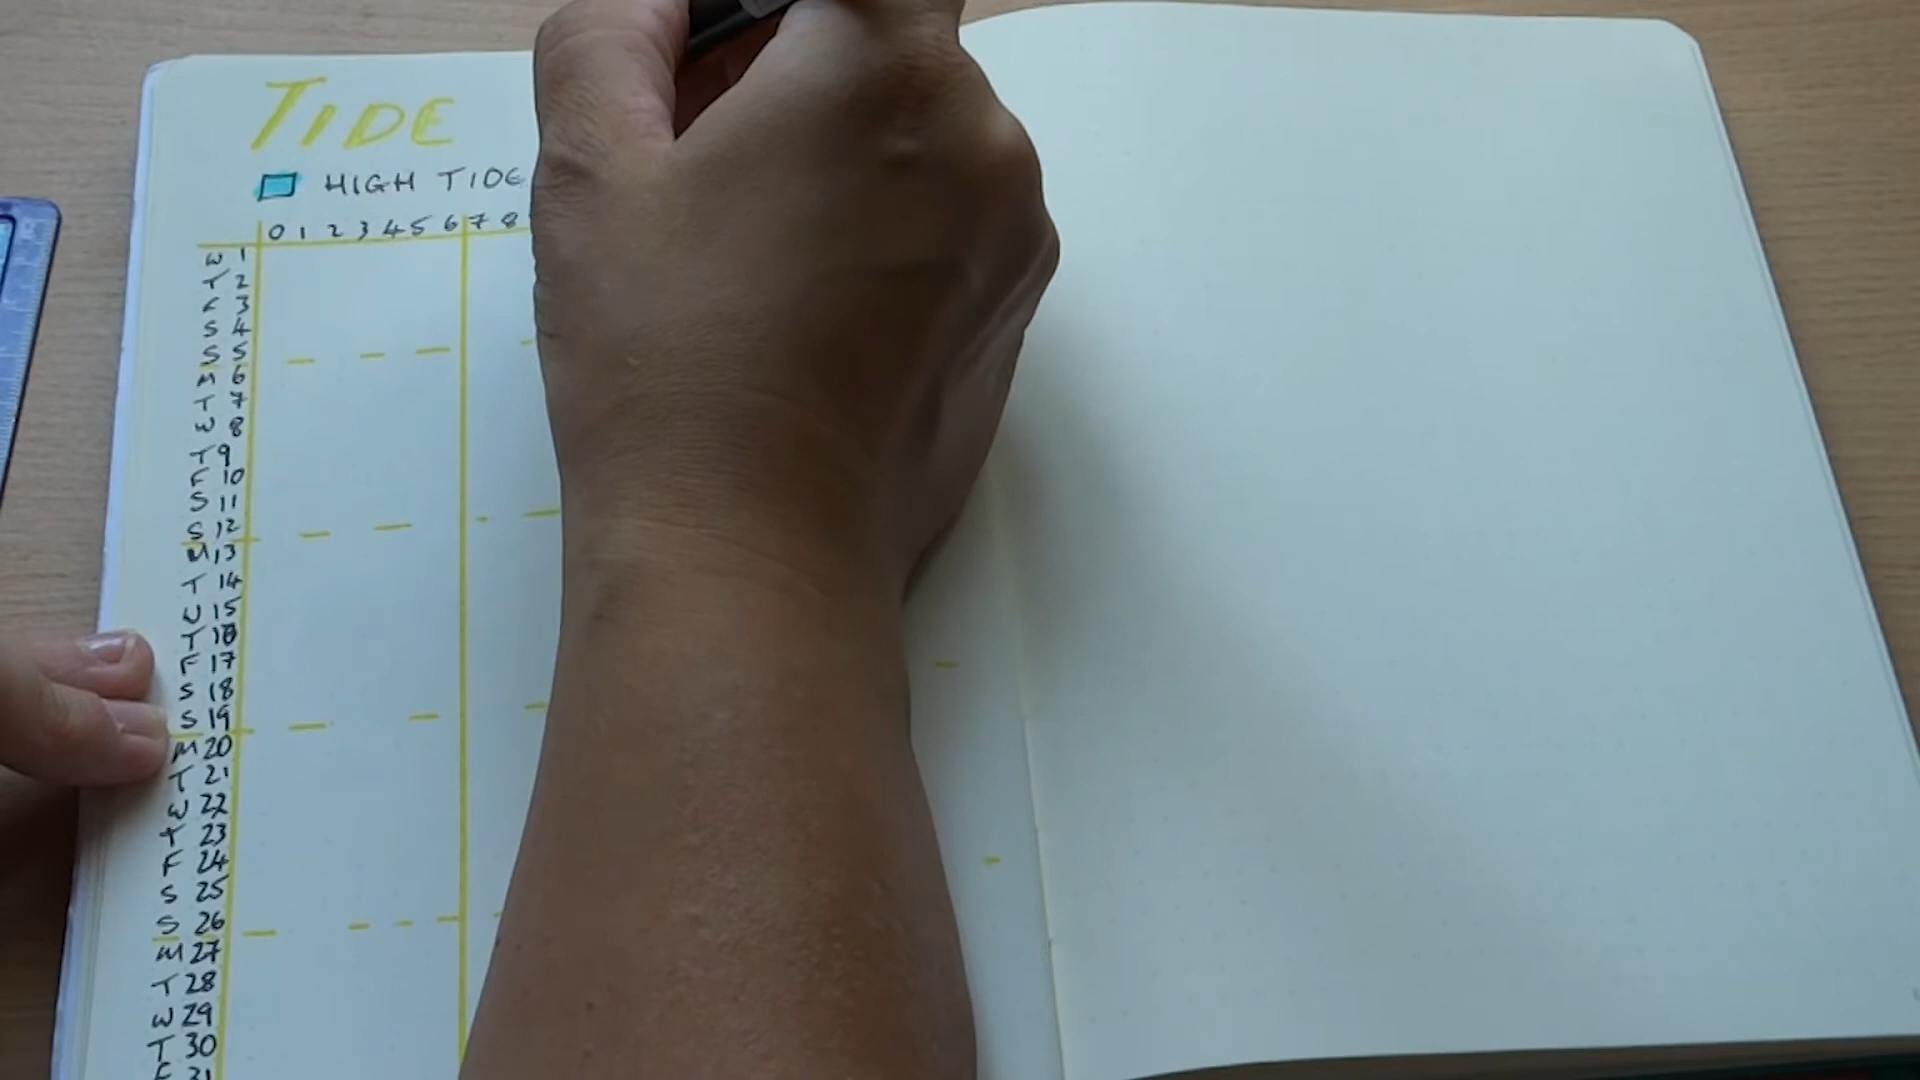 TIDE
HIGH TIDE
0 1 2 3 4 5 6 7 8
W 1
T 2
F 3
S 4
S 5
M 6
T 7
W 8
T 9
F 10
S 11
S 12
M 13
T 14
W 15
T 16
F 17
S 18
S 19
M 20
T 21
W 22
T 23
F 24
S 25
S 26
M 27
T 28
W 29
T 30
F 31